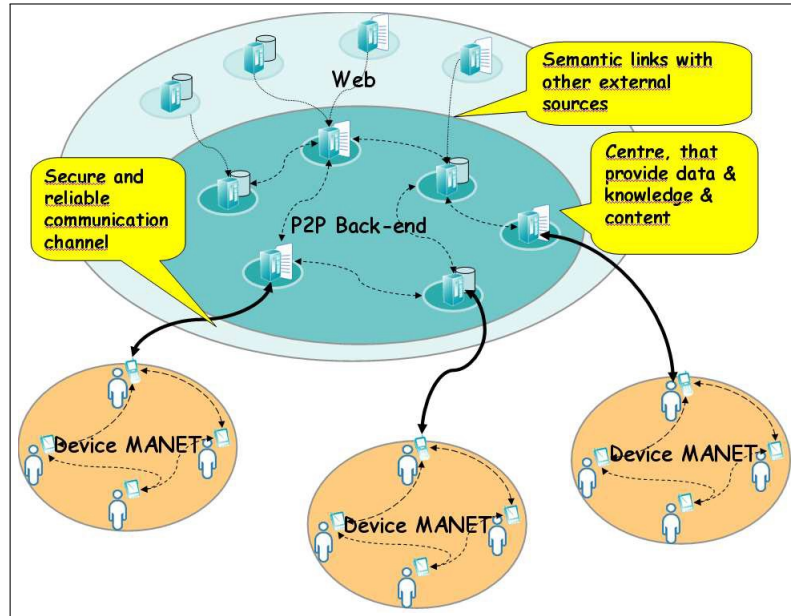 Web
Semantic links with
other external
sources
Secure and
reliable
communication
channel
Centre, that
provide data &
knowledge &
content
P2P Back-end
Device MANET
Device MANET
Device MANET